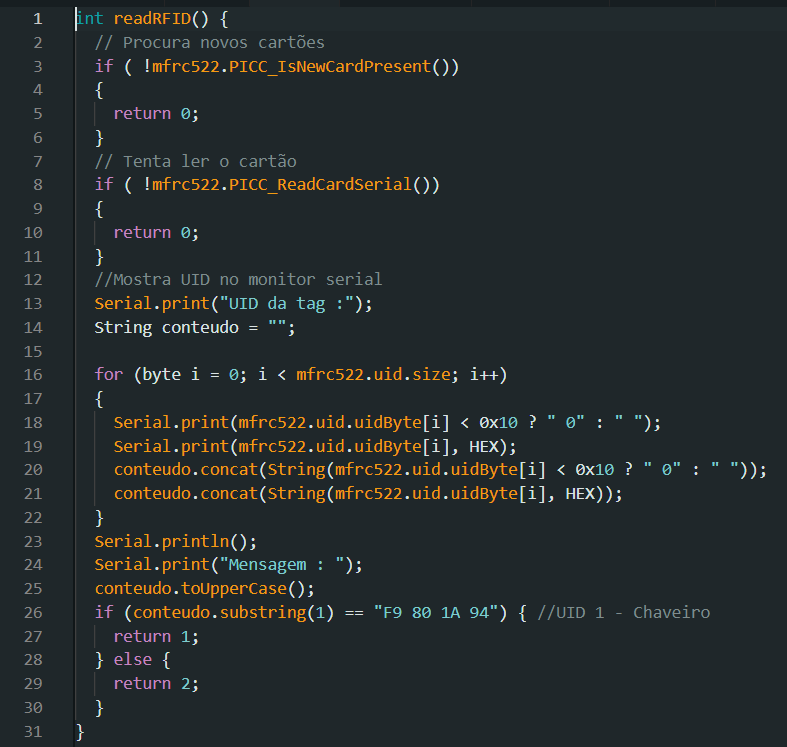 1 int readRFID() {
2   // Procura novos cartões
3   if ( !mfrc522.PICC_IsNewCardPresent())
4   {
5     return 0;
6   }
7   // Tenta ler o cartão
8   if ( !mfrc522.PICC_ReadCardSerial())
9   {
10     return 0;
11   }
12   //Mostra UID no monitor serial
13   Serial.print("UID da tag :");
14   String conteudo = "";
15
16   for (byte i = 0; i < mfrc522.uid.size; i++)
17   {
18     Serial.print(mfrc522.uid.uidByte[i] < 0x10 ? " 0" : " ");
19     Serial.print(mfrc522.uid.uidByte[i], HEX);
20     conteudo.concat(String(mfrc522.uid.uidByte[i] < 0x10 ? " 0" : " "));
21     conteudo.concat(String(mfrc522.uid.uidByte[i], HEX));
22   }
23   Serial.println();
24   Serial.print("Mensagem : ");
25   conteudo.toUpperCase();
26   if (conteudo.substring(1) == "F9 80 1A 94") { //UID 1 - Chaveiro
27     return 1;
28   } else {
29     return 2;
30   }
31 }